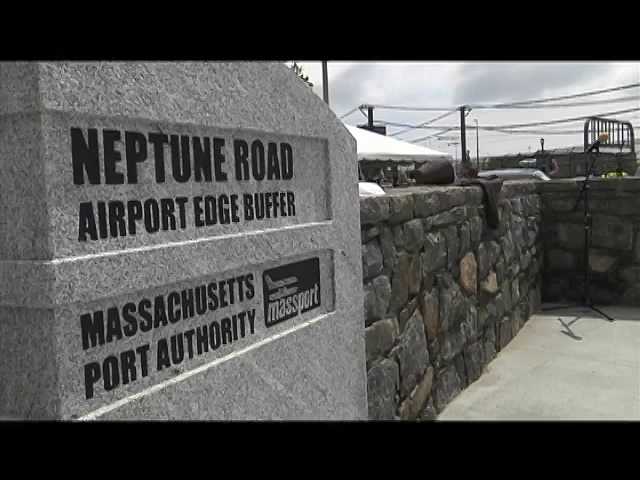 NEPTUNE ROAD
AIRPORT EDGE BUFFER
MASSACHUSETTS
PORT AUTHORITY
massport